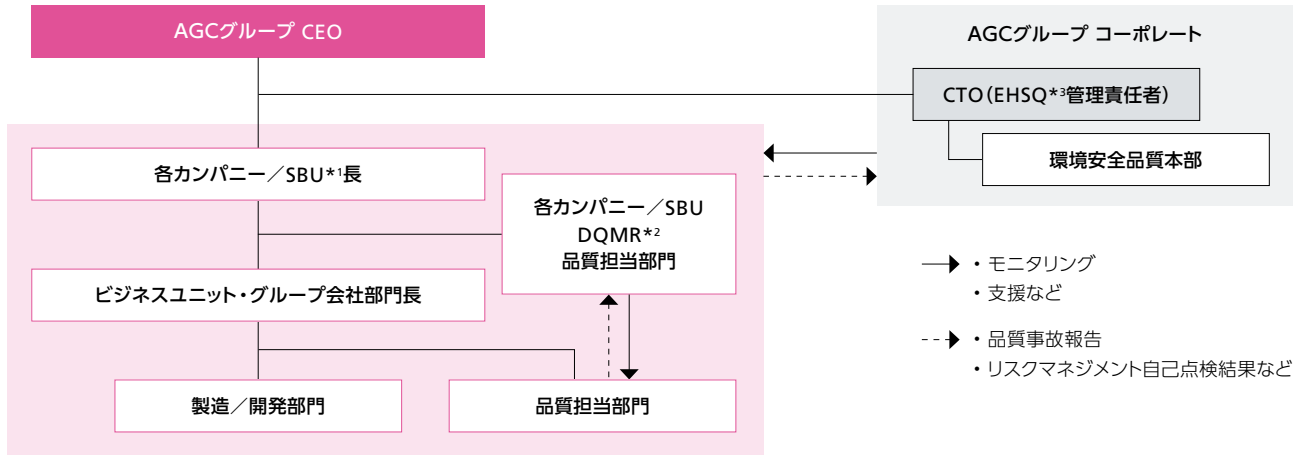 AGCグループ CEO
AGCグループ コーポレート
CTO（EHSQ*3管理責任者）
環境安全品質本部
各カンパニー／SBU*1長
各カンパニー／SBU
DQMR*2
品質担当部門
ビジネスユニット・グループ会社部門長
製造／開発部門
品質担当部門
・モニタリング
・支援など
・品質事故報告
・リスクマネジメント自己点検結果など